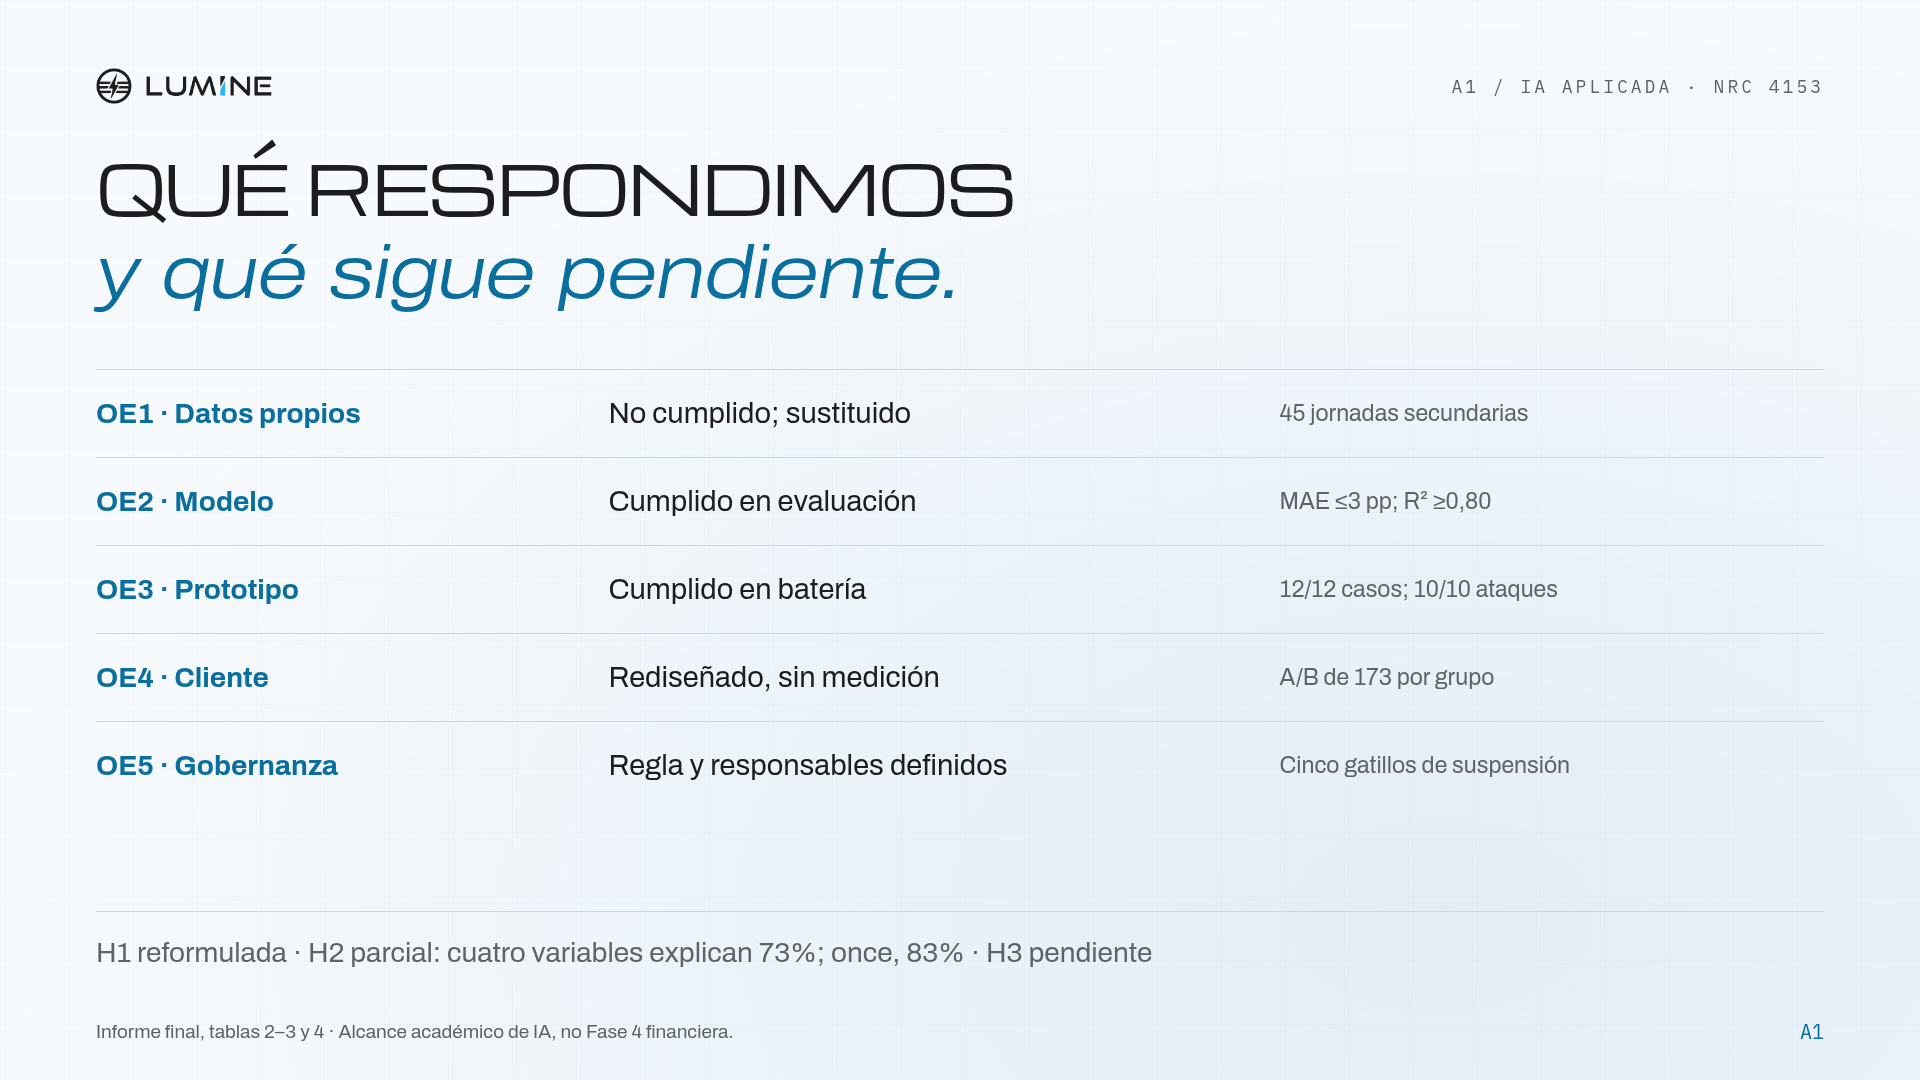 LUMINE
A1 / IA APLICADA · NRC 4153
QUÉ RESPONDIMOS
y qué sigue pendiente.
OE1 · Datos propios
No cumplido; sustituido
45 jornadas secundarias
OE2 · Modelo
Cumplido en evaluación
MAE ≤3 pp; R² ≥0,80
OE3 · Prototipo
Cumplido en batería
12/12 casos; 10/10 ataques
OE4 · Cliente
Rediseñado, sin medición
A/B de 173 por grupo
OE5 · Gobernanza
Regla y responsables definidos
Cinco gatillos de suspensión
H1 reformulada · H2 parcial: cuatro variables explican 73%; once, 83% · H3 pendiente
Informe final, tablas 2–3 y 4 · Alcance académico de IA, no Fase 4 financiera.
A1